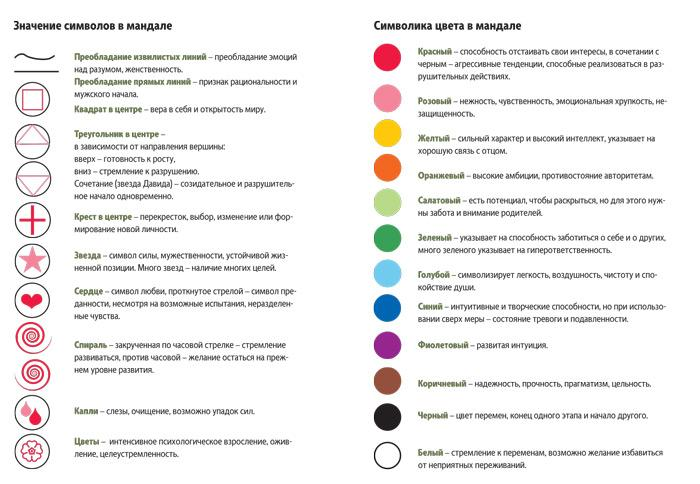 Значение символов в мандале
Преобладание извилистых линий – преобладание эмоций
над разумом, женственность.
Преобладание прямых линий – признак рациональности и
мужского начала.
Квадрат в центре – вера в себя и открытость миру.
Треугольник в центре –
в зависимости от направления вершины:
вверх – готовность к росту,
вниз – стремление к разрушению.
Сочетание (звезда Давида) – созидательное и разрушитель-
ное начало одновременно.
Крест в центре – перекресток, выбор, изменение или фор-
мирование новой личности.
Звезда – символ силы, мужественности, устойчивой жиз-
ненной позиции. Много звезд – наличие многих целей.
Сердце – символ любви, проткнутое стрелой – символ пре-
данности, несмотря на возможные испытания, неразделен-
ные чувства.
Спираль – закрученная по часовой стрелке – стремление
развиваться, против часовой – желание остаться на преж-
нем уровне развития.
Капли – слезы, очищение, возможно упадок сил.
Цветы – интенсивное психологическое взросление, ожив-
ление, целеустремленность.
Символика цвета в мандале
Красный – способность отстаивать свои интересы, в сочетании с
черным – агрессивные тенденции, способные реализоваться в раз-
рушительных действиях.
Розовый – нежность, чувственность, эмоциональная хрупкость, не-
защищенность.
Желтый – сильный характер и высокий интеллект, указывает на
хорошую связь с отцом.
Оранжевый – высокие амбиции, противостояние авторитетам.
Салатовый – есть потенциал, чтобы раскрыться, но для этого нуж-
ны забота и внимание родителей.
Зеленый – указывает на способность заботиться о себе и о других,
много зеленого указывает на гиперответственность.
Голубой – символизирует легкость, воздушность, чистоту и спо-
койствие души.
Синий – интуитивные и творческие способности, но при использо-
вании сверх меры – состояние тревоги и подавленности.
Фиолетовый – развитая интуиция.
Коричневый – надежность, прочность, прагматизм, цельность.
Черный – цвет перемен, конец одного этапа и начало другого.
Белый – стремление к переменам, возможно желание избавиться
от неприятных переживаний.